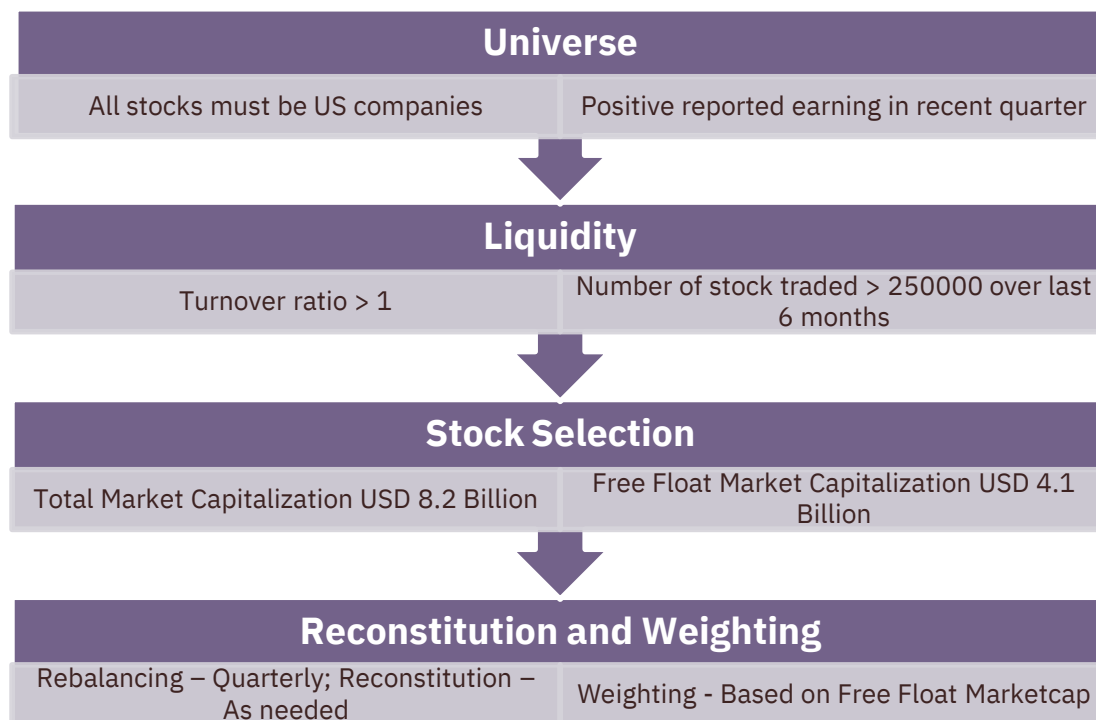 Universe
All stocks must be US companies
Positive reported earning in recent quarter
Liquidity
Turnover ratio > 1
Number of stock traded > 250000 over last
6 months
Stock Selection
Total Market Capitalization USD 8.2 Billion
Free Float Market Capitalization USD 4.1
Billion
Reconstitution and Weighting
Rebalancing – Quarterly; Reconstitution –
As needed
Weighting - Based on Free Float Marketcap